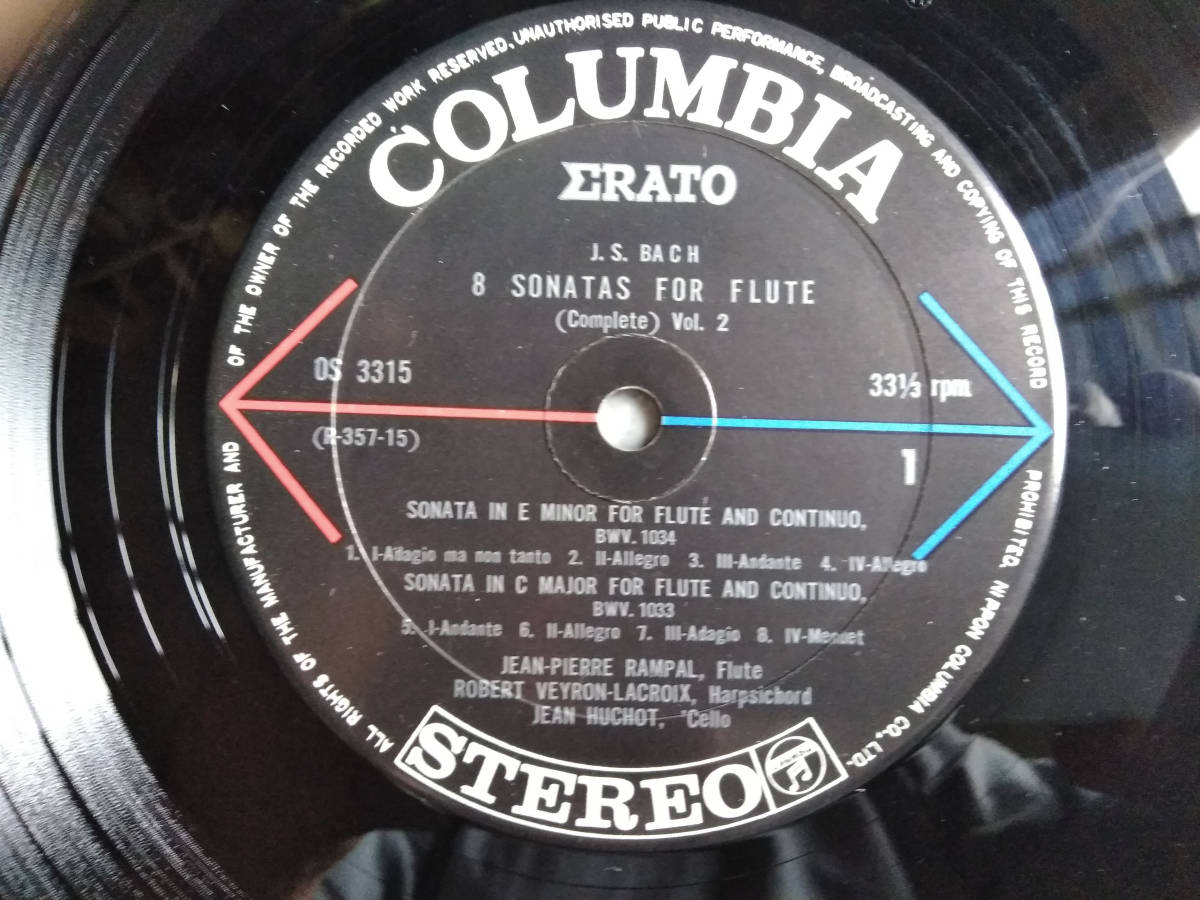 ALL RIGHTS OF THE MANUFACTURER AND OF THE OWNER OF THE RECORDED WORK RESERVED, UNAUTHORISED PUBLIC PERFORMANCE, BROADCASTING AND COPYING OF THIS RECORD PROHIBITED. NIPPON COLUMBIA CO., LTD.
COLUMBIA
ΣRATO
J. S. BACH
8 SONATAS FOR FLUTE
(Complete) Vol. 2
OS 3315
33⅓ rpm
(R-357-15)
1
SONATA IN E MINOR FOR FLUTE AND CONTINUO,
BWV. 1034
1. I-Adagio ma non tanto 2. II-Allegro 3. III-Andante 4. IV-Allegro
SONATA IN C MAJOR FOR FLUTE AND CONTINUO,
BWV. 1033
5. I-Andante 6. II-Allegro 7. III-Adagio 8. IV-Menuet
JEAN-PIERRE RAMPAL, Flute
ROBERT VEYRON-LACROIX, Harpsichord
JEAN HUCHOT, 'Cello
STEREO